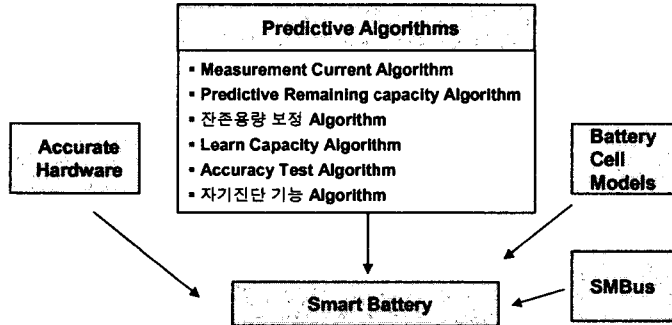 Predictive Algorithms
▪ Measurement Current Algorithm
▪ Predictive Remaining capacity Algorithm
▪ 잔존용량 보정 Algorithm
▪ Learn Capacity Algorithm
▪ Accuracy Test Algorithm
▪ 자기진단 기능 Algorithm
Accurate
Hardware
Battery
Cell
Models
SMBus
Smart Battery